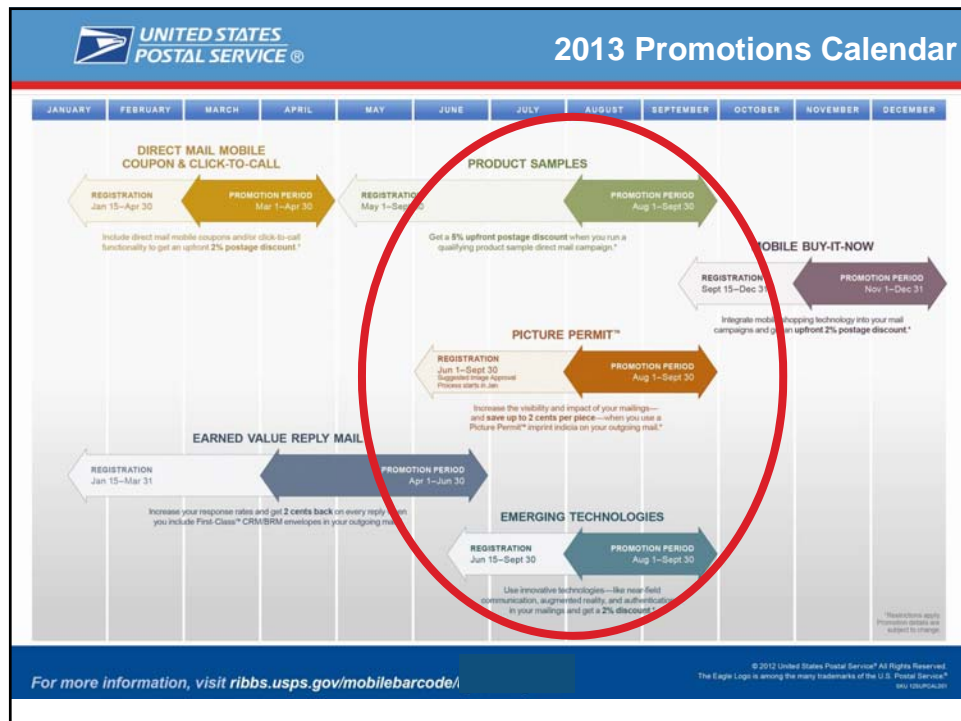 UNITED STATES
POSTAL SERVICE ®
2013 Promotions Calendar
JANUARY FEBRUARY MARCH APRIL MAY JUNE JULY AUGUST SEPTEMBER OCTOBER NOVEMBER DECEMBER
DIRECT MAIL MOBILE
COUPON & CLICK-TO-CALL
REGISTRATION
Jan 15–Apr 30
PROMOTION PERIOD
Mar 1–Apr 30
Include direct mail mobile coupons and/or click-to-call
functionality to get an upfront 2% postage discount.*
PRODUCT SAMPLES
REGISTRATION
May 1–Sept 30
PROMOTION PERIOD
Aug 1–Sept 30
Get a 5% upfront postage discount when you run a
qualifying product sample direct mail campaign.*
MOBILE BUY-IT-NOW
REGISTRATION
Sept 15–Dec 31
PROMOTION PERIOD
Nov 1–Dec 31
Integrate mobile shopping technology into your mail
campaigns and get an upfront 2% postage discount.*
PICTURE PERMIT™
REGISTRATION
Jun 1–Sept 30
Suggested Image Approval
Process starts in Jan
PROMOTION PERIOD
Aug 1–Sept 30
Increase the visibility and impact of your mailings—
and save up to 2 cents per piece—when you use a
Picture Permit™ imprint indicia on your outgoing mail.*
EARNED VALUE REPLY MAIL
REGISTRATION
Jan 15–Mar 31
PROMOTION PERIOD
Apr 1–Jun 30
Increase your response rates and get 2 cents back on every reply when
you include First-Class™ CRM/BRM envelopes in your outgoing mail.
EMERGING TECHNOLOGIES
REGISTRATION
Jun 15–Sept 30
PROMOTION PERIOD
Aug 1–Sept 30
Use innovative technologies—like near-field
communication, augmented reality, and authentication
in your mailings and get a 2% discount.*
*Restrictions apply
Promotion details are
subject to change.
For more information, visit ribbs.usps.gov/mobilebarcode/
© 2012 United States Postal Service® All Rights Reserved.
The Eagle Logo is among the many trademarks of the U.S. Postal Service.®